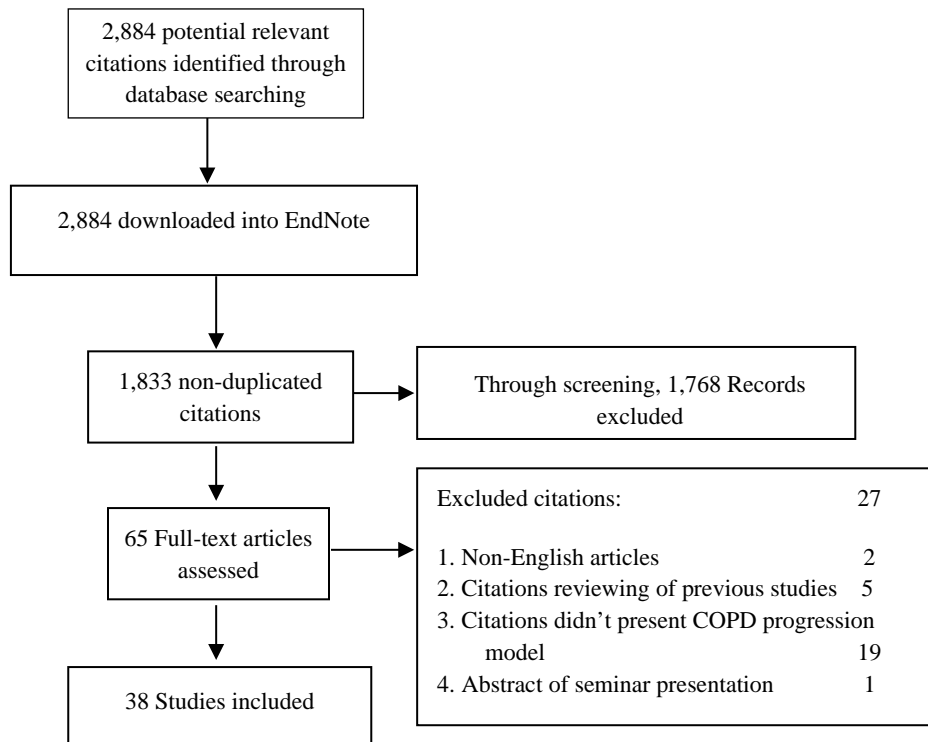 2,884 potential relevant
citations identified through
database searching
2,884 downloaded into EndNote
1,833 non-duplicated
citations
Through screening, 1,768 Records
excluded
65 Full-text articles
assessed
Excluded citations: 27
1. Non-English articles 2
2. Citations reviewing of previous studies 5
3. Citations didn’t present COPD progression
model 19
4. Abstract of seminar presentation 1
38 Studies included